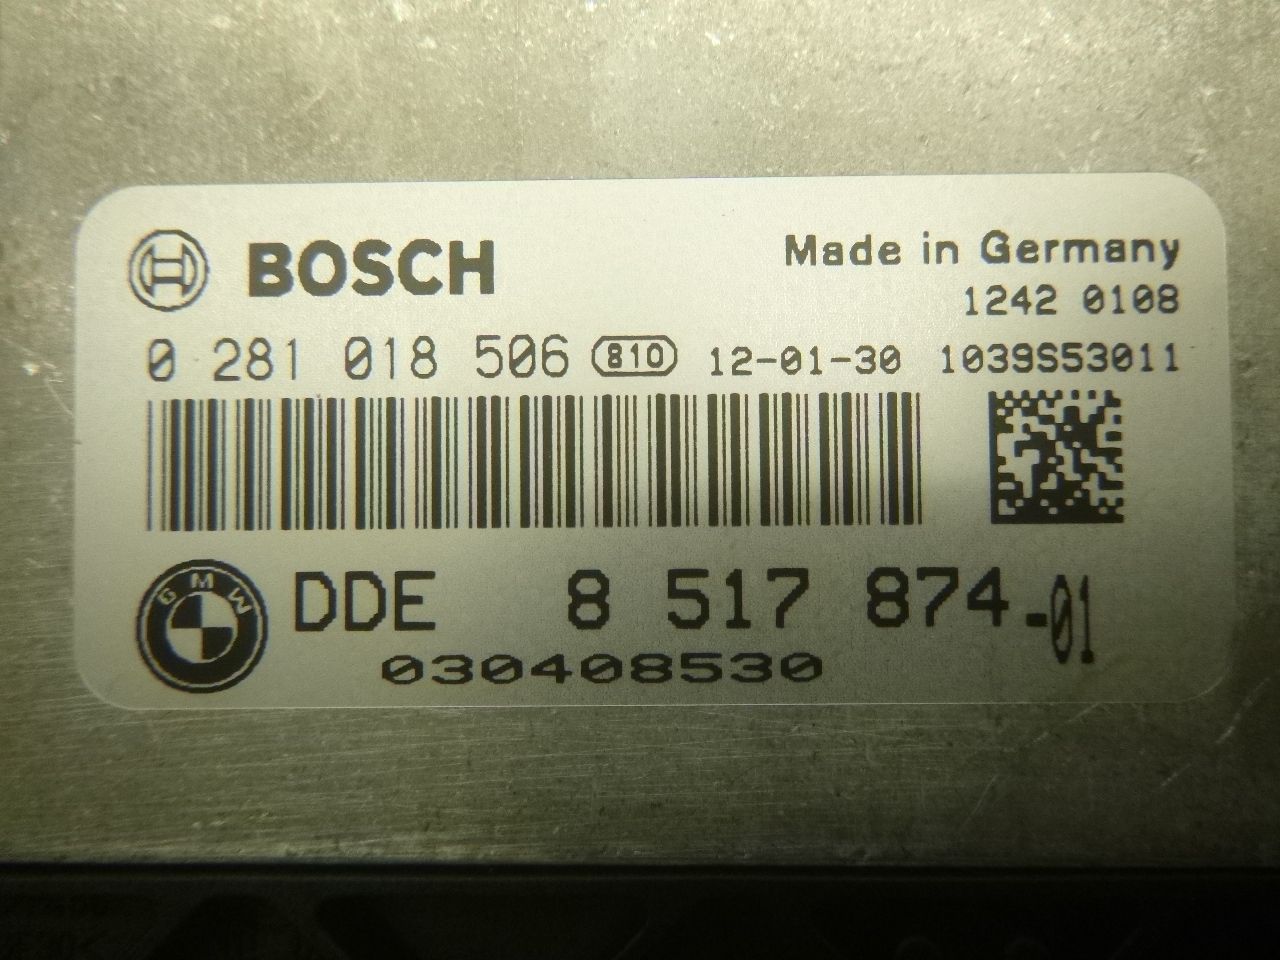 BOSCH
Made in Germany
1242 0108
0 281 018 506 810 12-01-30 1039S53011
BMW
DDE 8 517 874-01
030408530